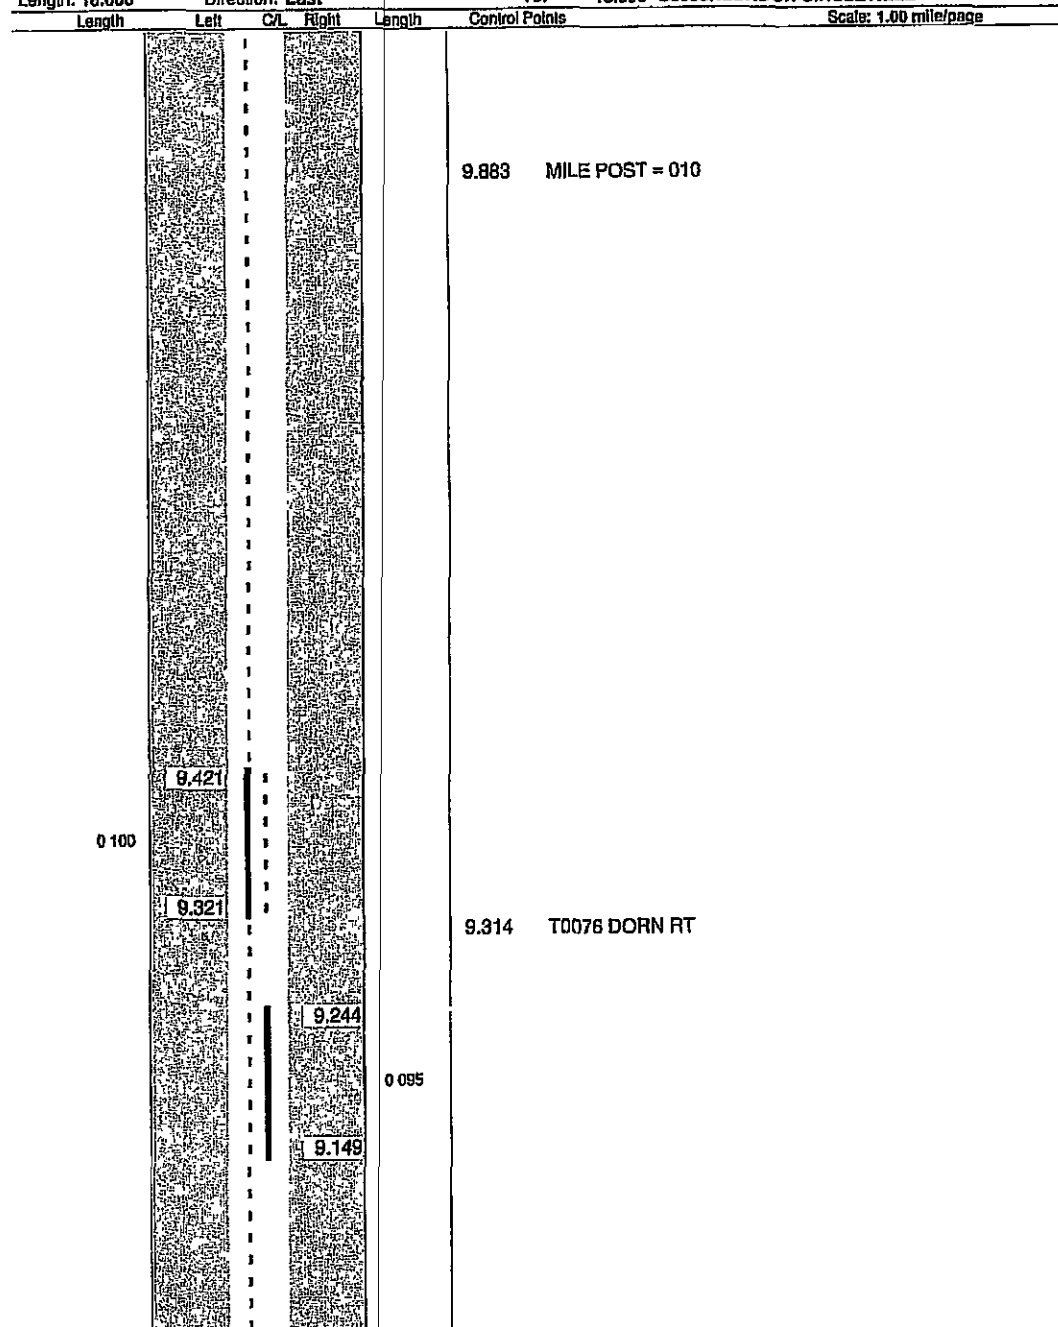 Length Left C/L Right Length Control Points Scale: 1.00 mile/page
9.883 MILE POST = 010
9.421
0 100
9.321
9.314 T0076 DORN RT
9.244
0 095
9.149